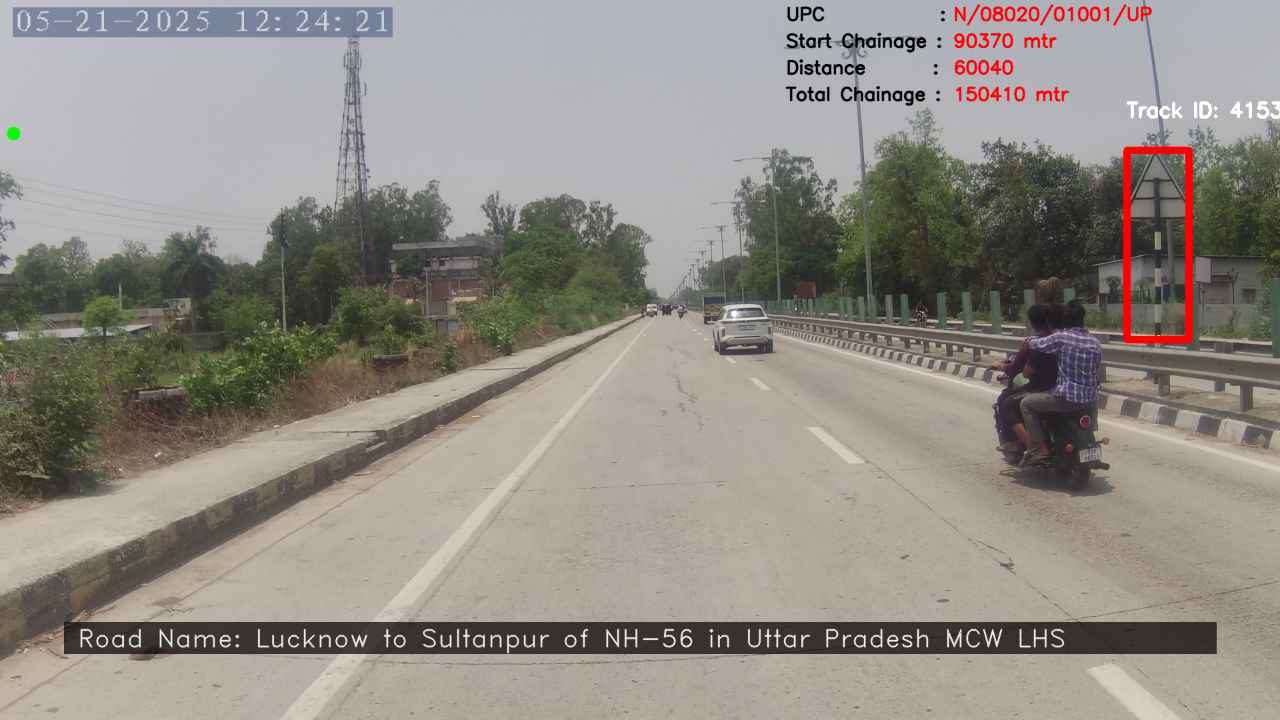 05-21-2025 12:24:21
UPC : N/08020/01001/UP
Start Chainage : 90370 mtr
Distance : 60040
Total Chainage : 150410 mtr
Track ID: 4153
Road Name: Lucknow to Sultanpur of NH-56 in Uttar Pradesh MCW LHS